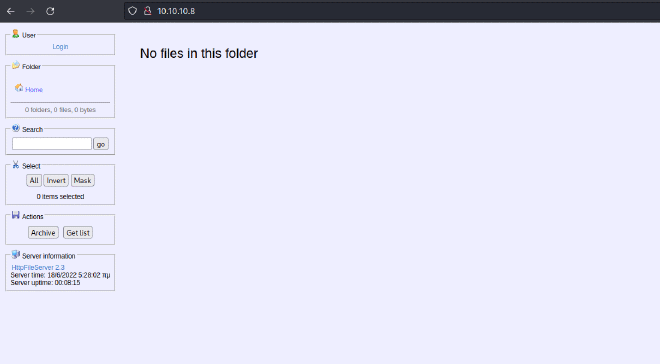 10.10.10.8
User
Login
Folder
Home
0 folders, 0 files, 0 bytes
Search
go
Select
All Invert Mask
0 items selected
Actions
Archive Get list
Server information
HttpFileServer 2.3
Server time: 18/6/2022 5:28:02 πμ
Server uptime: 00:08:15
No files in this folder